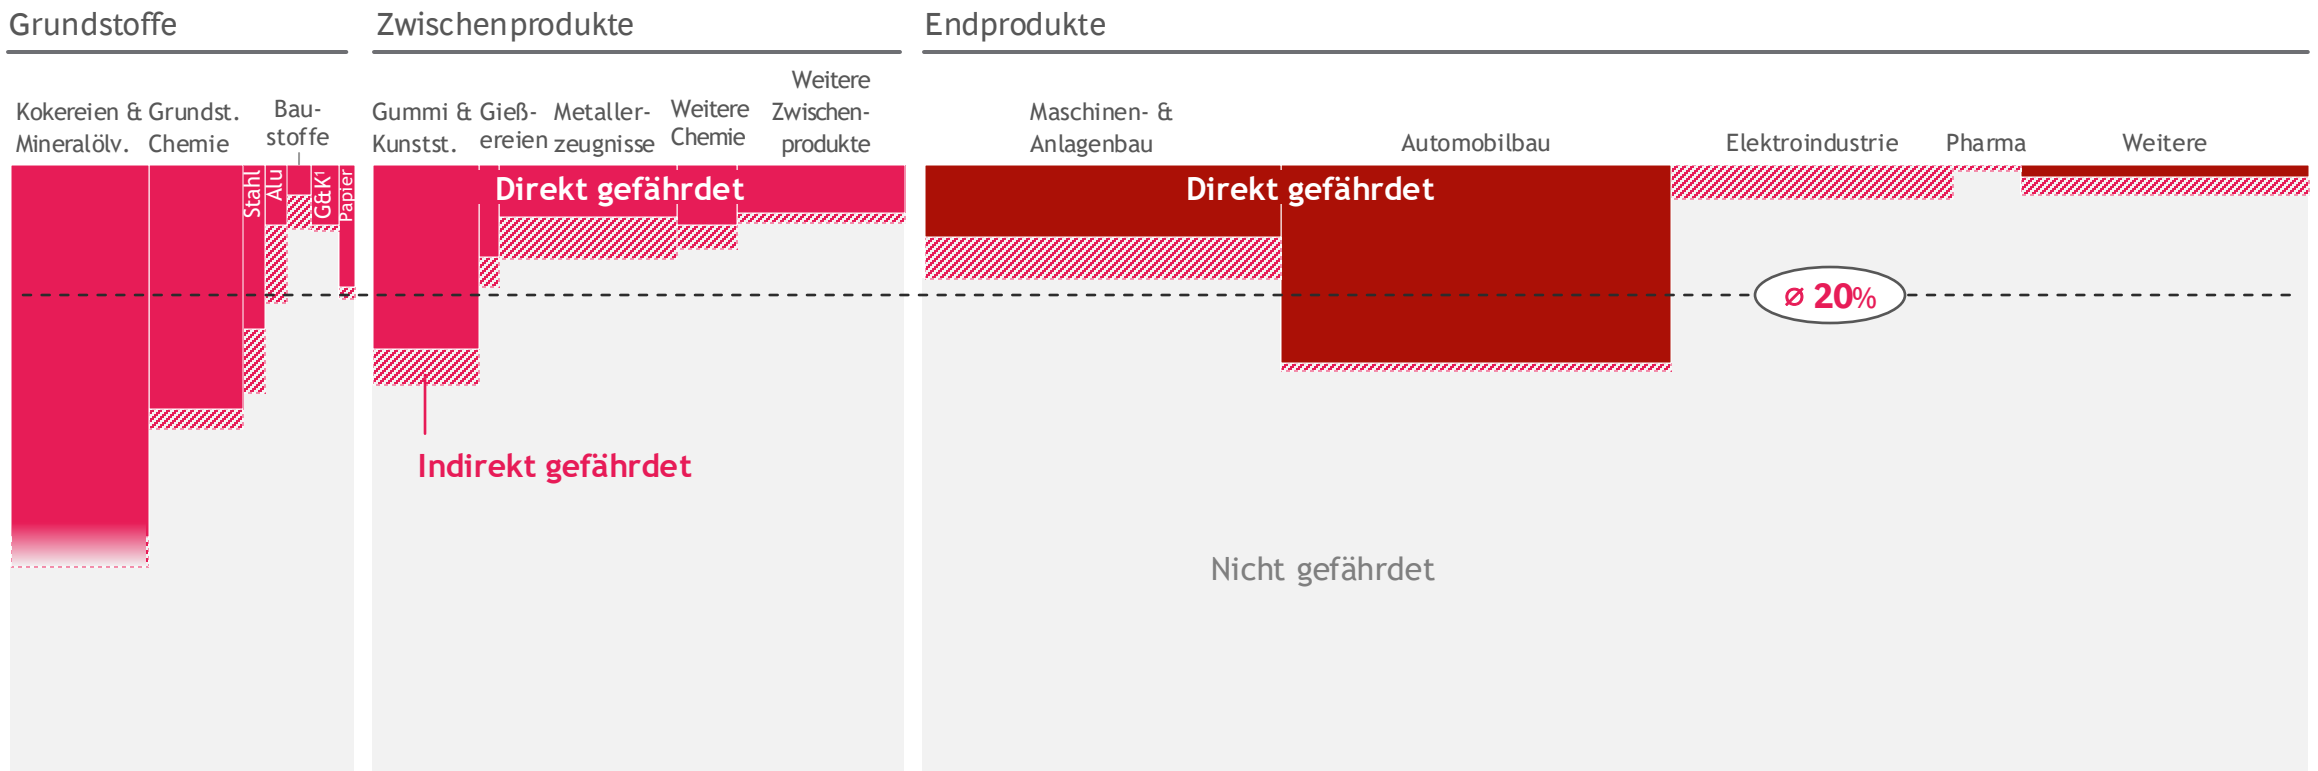 Grundstoffe
Zwischenprodukte
Endprodukte
Kokereien &
Mineralölv.
Grundst.
Chemie
Stahl
Alu
Bau-
stoffe
G&K¹
Papier
Gummi &
Kunstst.
Gieß-
ereien
Metaller-
zeugnisse
Weitere
Chemie
Weitere
Zwischen-
produkte
Maschinen- &
Anlagenbau
Automobilbau
Elektroindustrie
Pharma
Weitere
Direkt gefährdet
Direkt gefährdet
ø 20%
Indirekt gefährdet
Nicht gefährdet